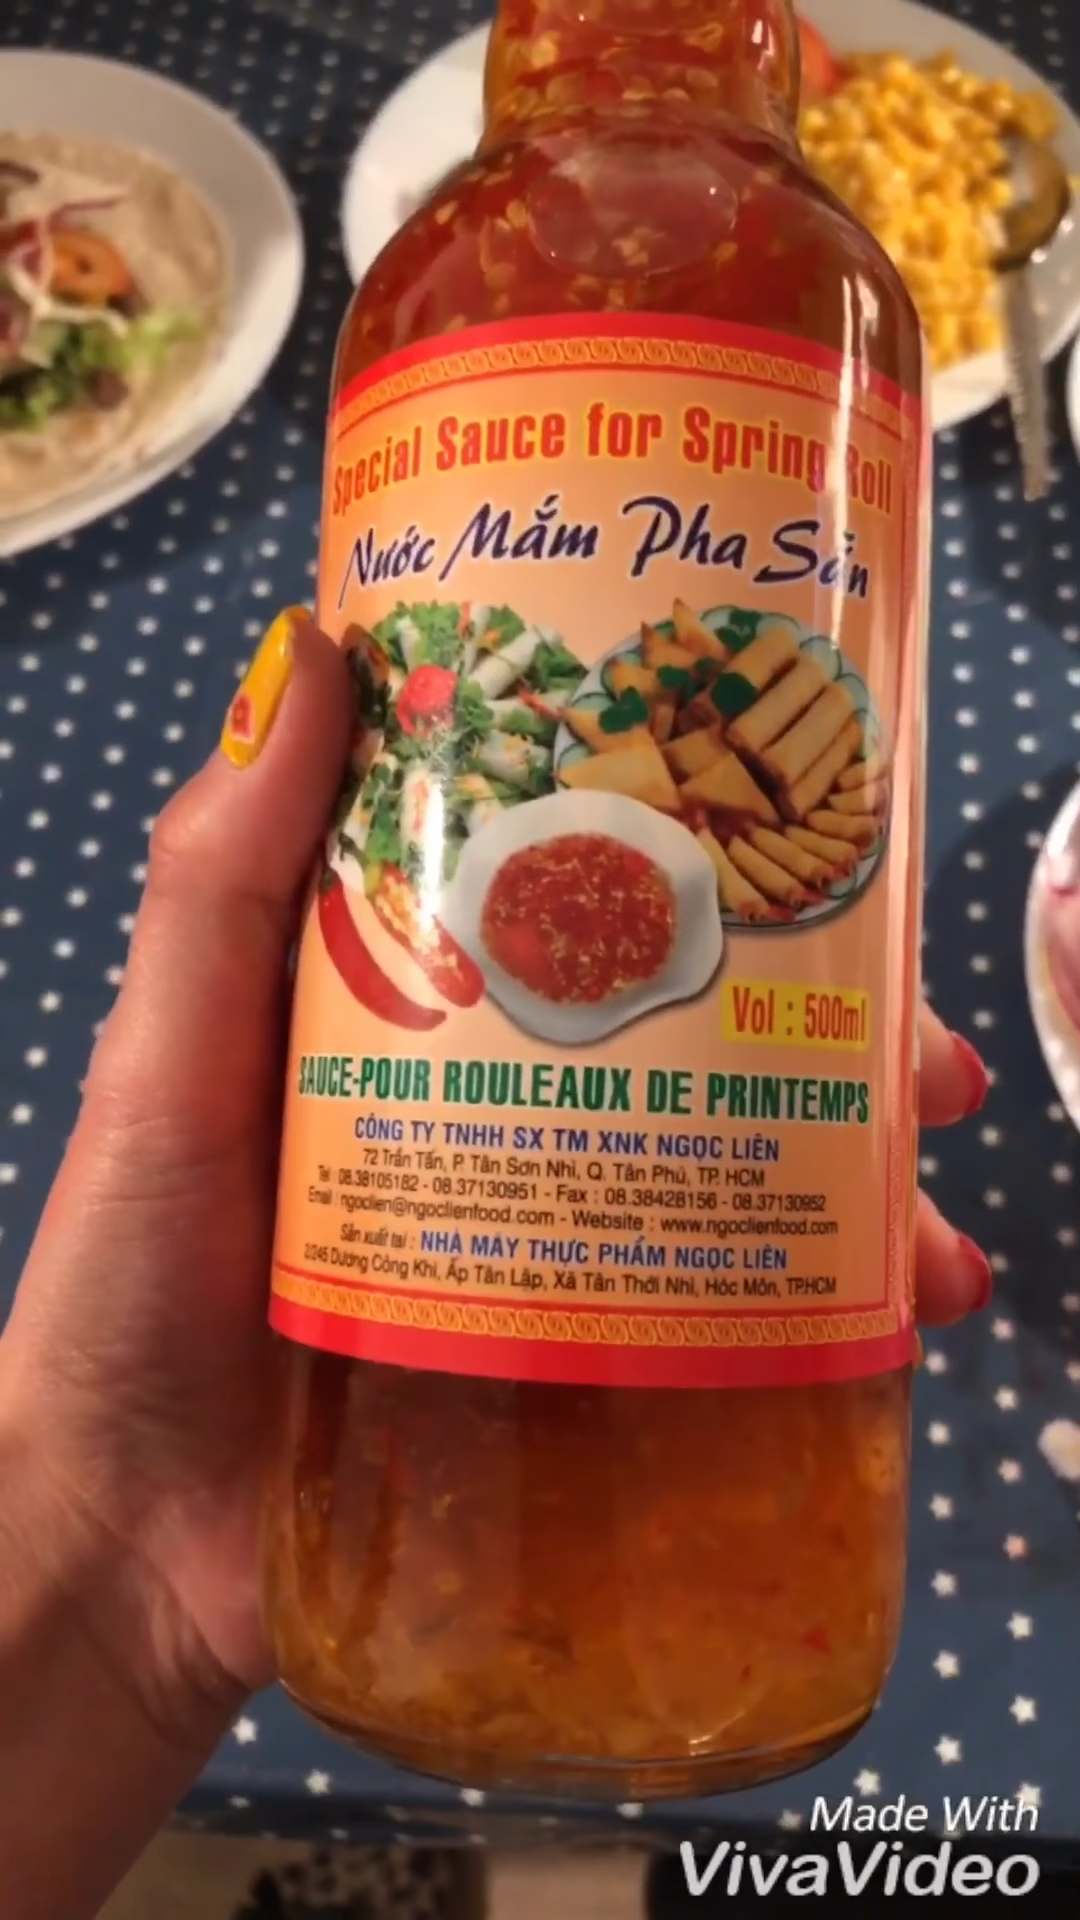 Special Sauce for Spring Roll
Nước Mắm Pha Sẵn
Vol : 500ml
SAUCE-POUR ROULEAUX DE PRINTEMPS
CÔNG TY TNHH SX TM XNK NGỌC LIÊN
72 Trần Tấn, P. Tân Sơn Nhì, Q. Tân Phú, TP. HCM
Tel : 08.38105182 - 08.37130951 - Fax : 08.38428156 - 08.37130952
Email : ngoclien@ngoclienfood.com - Website : www.ngoclienfood.com
Sản xuất tại : NHÀ MÁY THỰC PHẨM NGỌC LIÊN
2/245 Dương Công Khi, Ấp Tân Lập, Xã Tân Thới Nhì, Hóc Môn, TP.HCM
Made With
VivaVideo